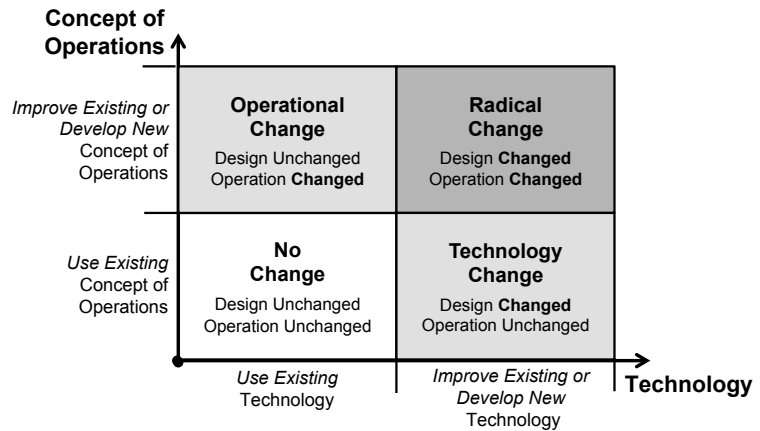 Concept of
Operations
Improve Existing or
Develop New
Concept of
Operations
Operational
Change
Design Unchanged
Operation Changed
Radical
Change
Design Changed
Operation Changed
Use Existing
Concept of
Operations
No
Change
Design Unchanged
Operation Unchanged
Technology
Change
Design Changed
Operation Unchanged
Use Existing
Technology
Improve Existing or
Develop New
Technology
Technology